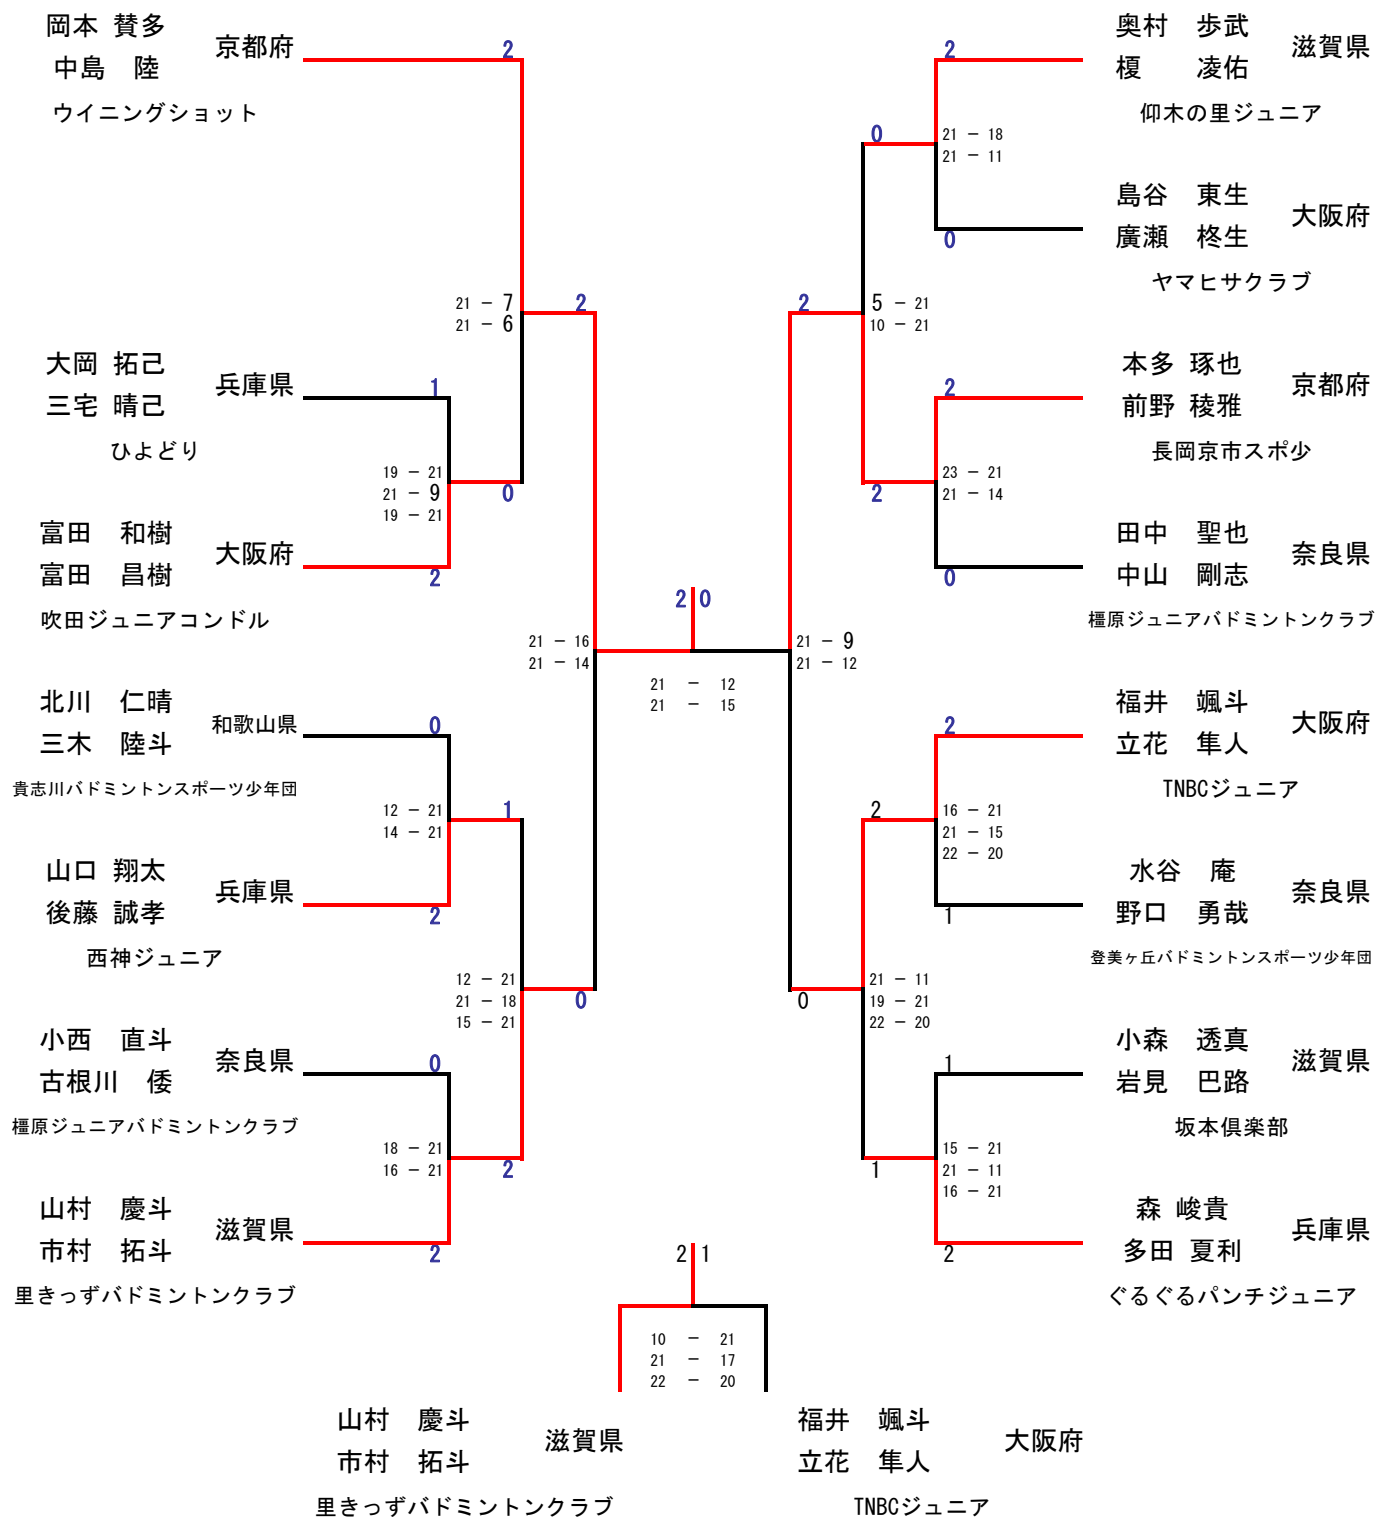 岡本 賛多
中島　陸
京都府
ウイニングショット
2
21 － 7
21 － 6
2
大岡 拓己
三宅 晴己
兵庫県
ひよどり
1
19 － 21
21 － 9
19 － 21
0
富田　和樹
富田　昌樹
大阪府
吹田ジュニアコンドル
2
21 － 16
21 － 14
北川　仁晴
三木　陸斗
和歌山県
貴志川バドミントンスポーツ少年団
0
12 － 21
14 － 21
1
山口 翔太
後藤 誠孝
兵庫県
西神ジュニア
2
12 － 21
21 － 18
15 － 21
0
小西　直斗
古根川　倭
奈良県
橿原ジュニアバドミントンクラブ
0
18 － 21
16 － 21
2
山村　慶斗
市村　拓斗
滋賀県
里きっずバドミントンクラブ
2
2 0
21 － 12
21 － 15
奥村　歩武
榎　　凌佑
滋賀県
仰木の里ジュニア
2
0
21 － 18
21 － 11
島谷　東生
廣瀬　柊生
大阪府
ヤマヒサクラブ
0
2
5 － 21
10 － 21
本多 琢也
前野 稜雅
京都府
長岡京市スポ少
2
2
23 － 21
21 － 14
田中　聖也
中山　剛志
奈良県
橿原ジュニアバドミントンクラブ
0
21 － 9
21 － 12
福井　颯斗
立花　隼人
大阪府
TNBCジュニア
2
2
16 － 21
21 － 15
22 － 20
水谷　庵
野口　勇哉
奈良県
登美ヶ丘バドミントンスポーツ少年団
1
0
21 － 11
19 － 21
22 － 20
小森　透真
岩見　巴路
滋賀県
坂本倶楽部
1
1
15 － 21
21 － 11
16 － 21
森 峻貴
多田 夏利
兵庫県
ぐるぐるパンチジュニア
2
2 1
10 － 21
21 － 17
22 － 20
山村　慶斗
市村　拓斗
滋賀県
里きっずバドミントンクラブ
福井　颯斗
立花　隼人
大阪府
TNBCジュニア